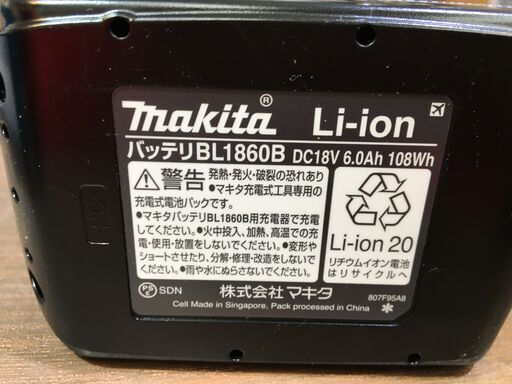 makita® Li-ion
バッテリBL1860B DC18V 6.0Ah 108Wh
警告 発熱・発火・破裂の恐れあり
●マキタ充電式工具専用の
充電式電池パックです。
●マキタバッテリBL1860B用充電器で充電
してください。●火中投入、加熱、高温での充
電・使用・放置をしないでください。●変形や
ショートさせたり、分解・修理・改造をしないで
ください。●雨や水にぬらさないでください。
Li-ion 20
リチウムイオン電池
はリサイクルへ
PS
E SDN 株式会社 マキタ
807F95A8
Cell Made in Singapore, Pack processed in China